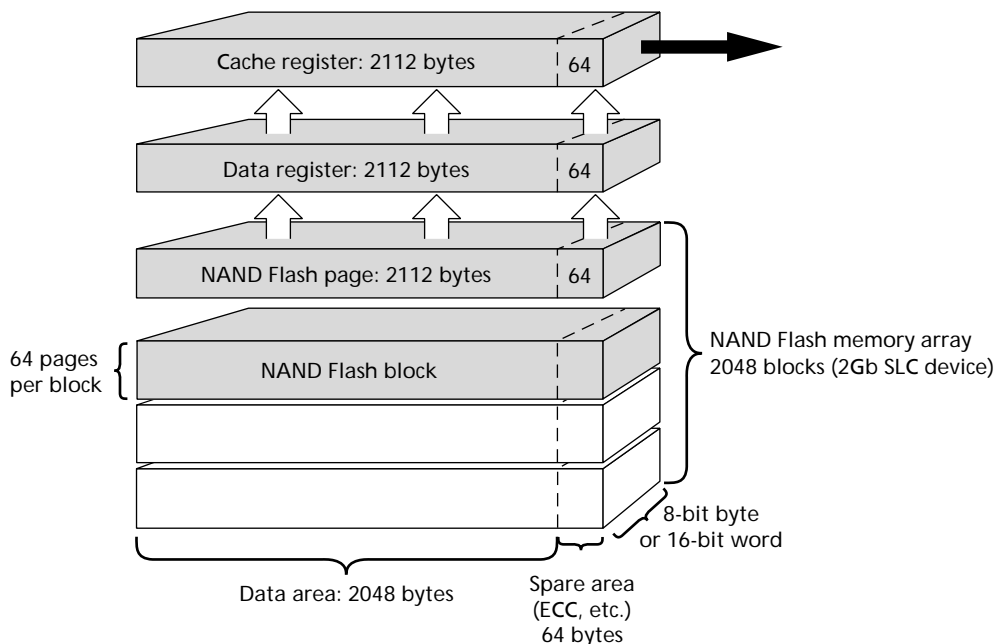 Cache register: 2112 bytes
64
Data register: 2112 bytes
64
NAND Flash page: 2112 bytes
64
64 pages
per block
NAND Flash block
NAND Flash memory array
2048 blocks (2Gb SLC device)
8-bit byte
or 16-bit word
Data area: 2048 bytes
Spare area
(ECC, etc.)
64 bytes